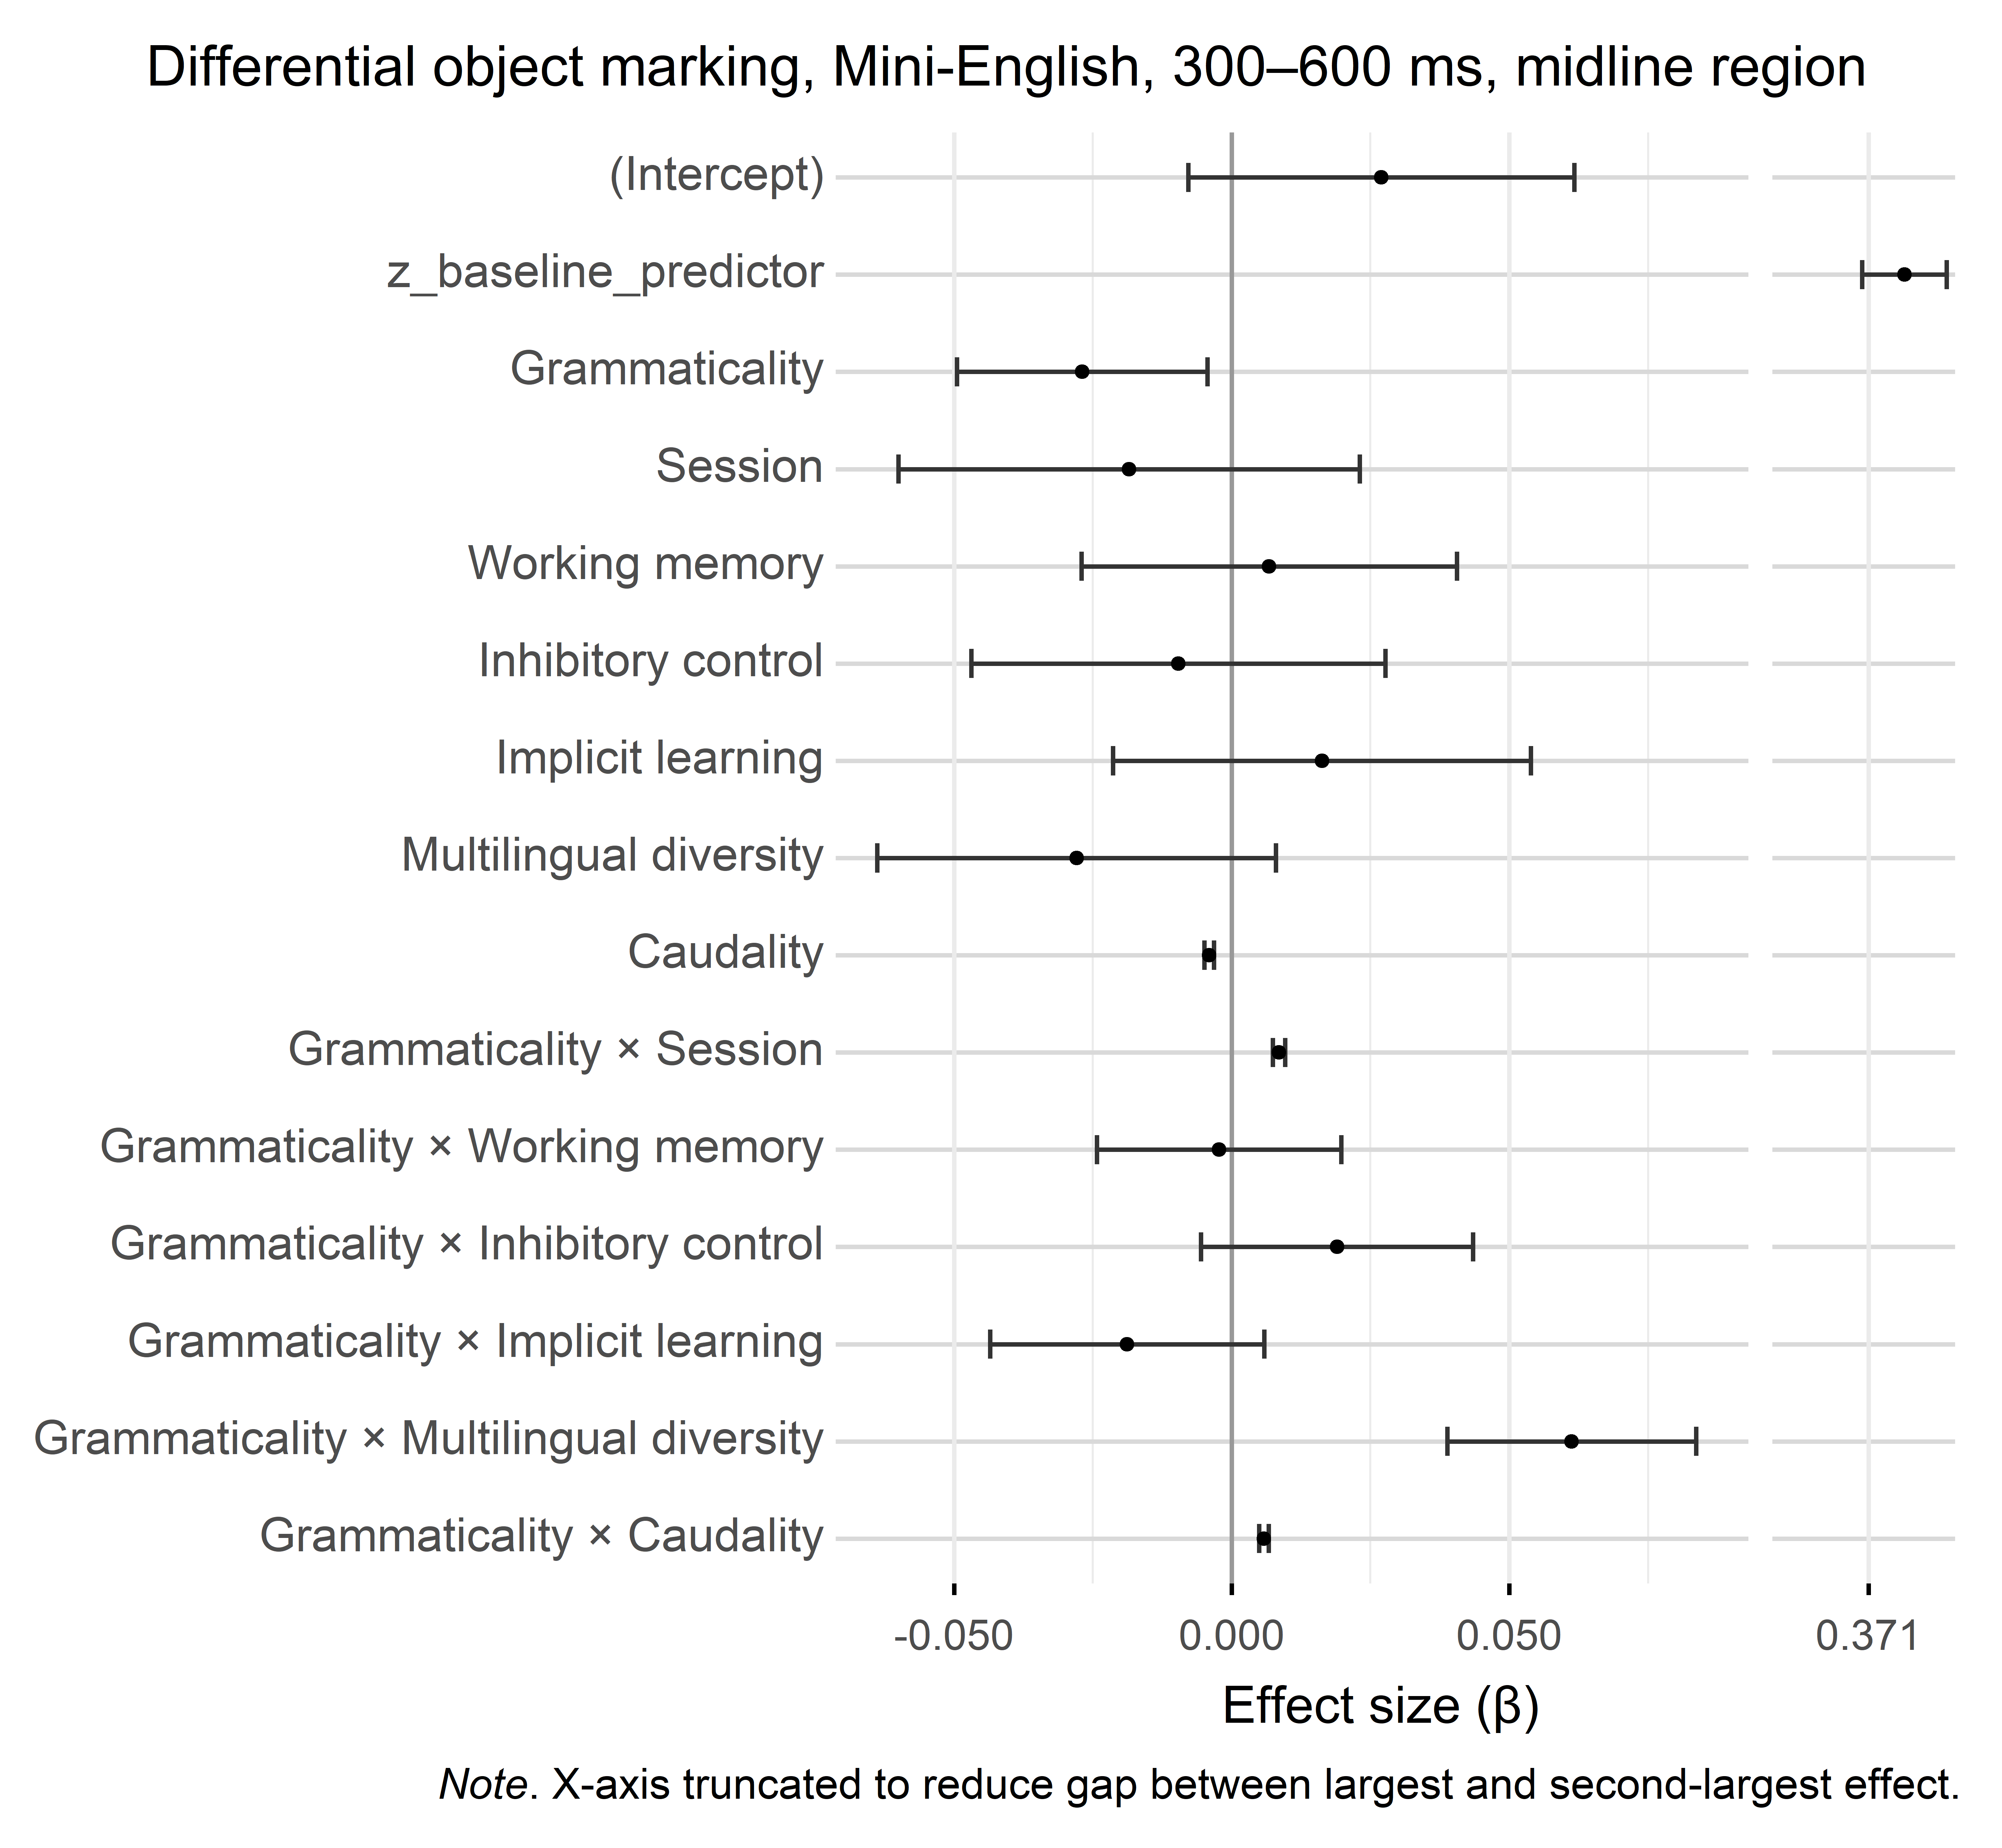 Differential object marking, Mini-English, 300–600 ms, midline region
(Intercept)
z_baseline_predictor
Grammaticality
Session
Working memory
Inhibitory control
Implicit learning
Multilingual diversity
Caudality
Grammaticality × Session
Grammaticality × Working memory
Grammaticality × Inhibitory control
Grammaticality × Implicit learning
Grammaticality × Multilingual diversity
Grammaticality × Caudality
-0.050 0.000 0.050 0.371
Effect size (β)
Note. X-axis truncated to reduce gap between largest and second-largest effect.